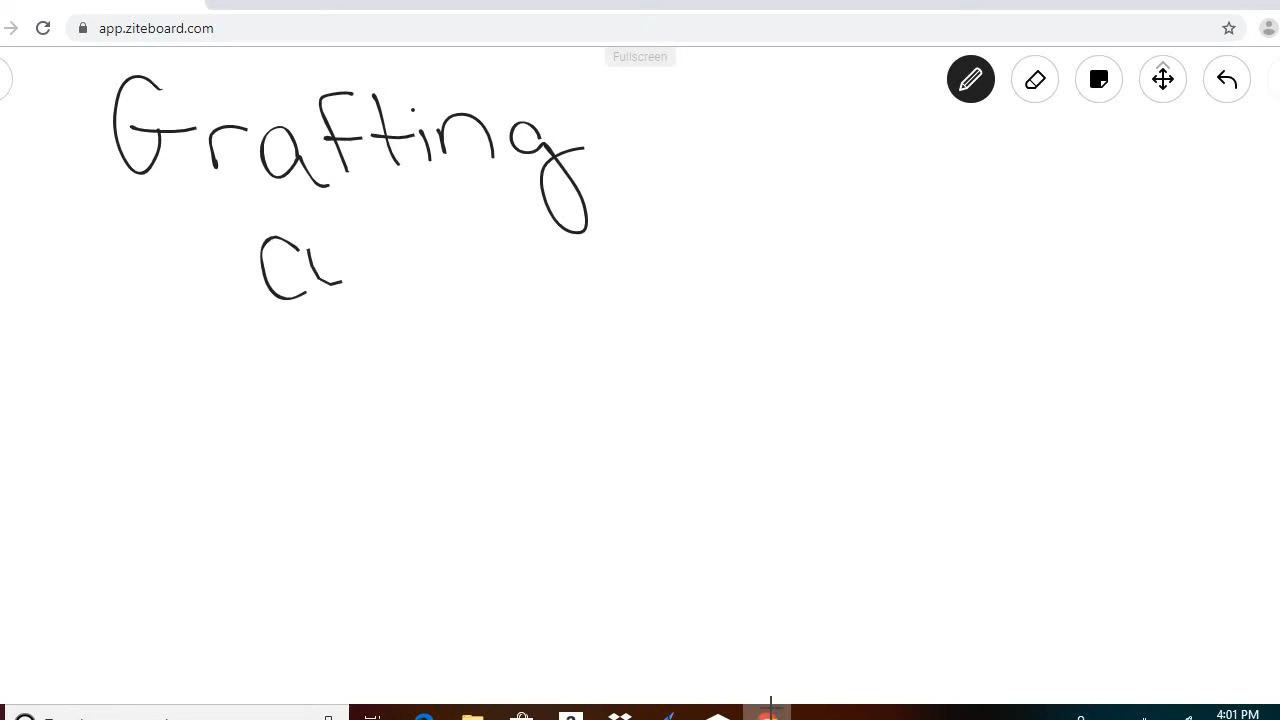 app.ziteboard.com
Fullscreen
Grafting
a
4:01 PM